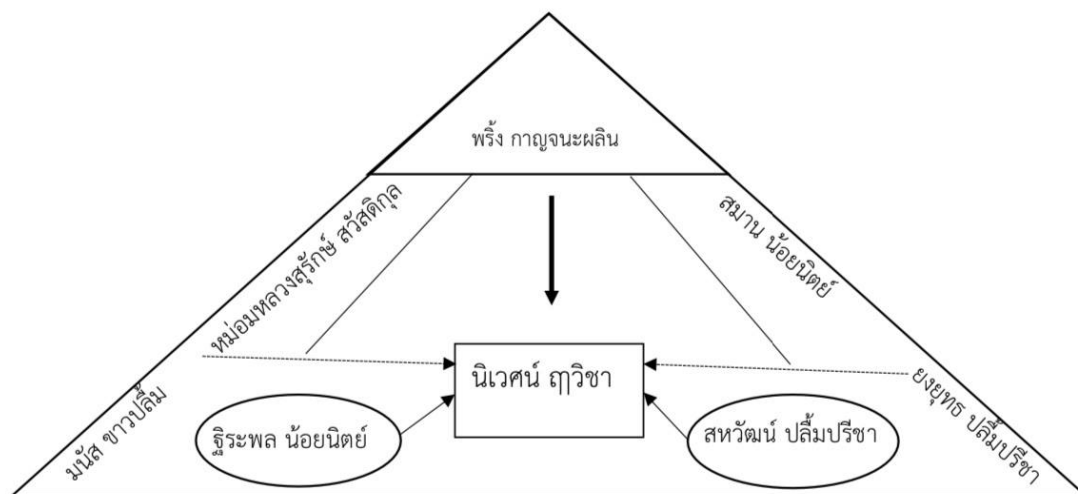 พริ้ง กาญจนะผลิน
หม่อมหลวงสุรักษ์ สวัสดิกุล
สมาน น้อยนิตย์
นิเวศน์ ฤๅวิชา
มนัส ขาวปลื้ม
ยงยุทธ ปลื้มปรีชา
ฐิระพล น้อยนิตย์
สหวัฒน์ ปลื้มปรีชา